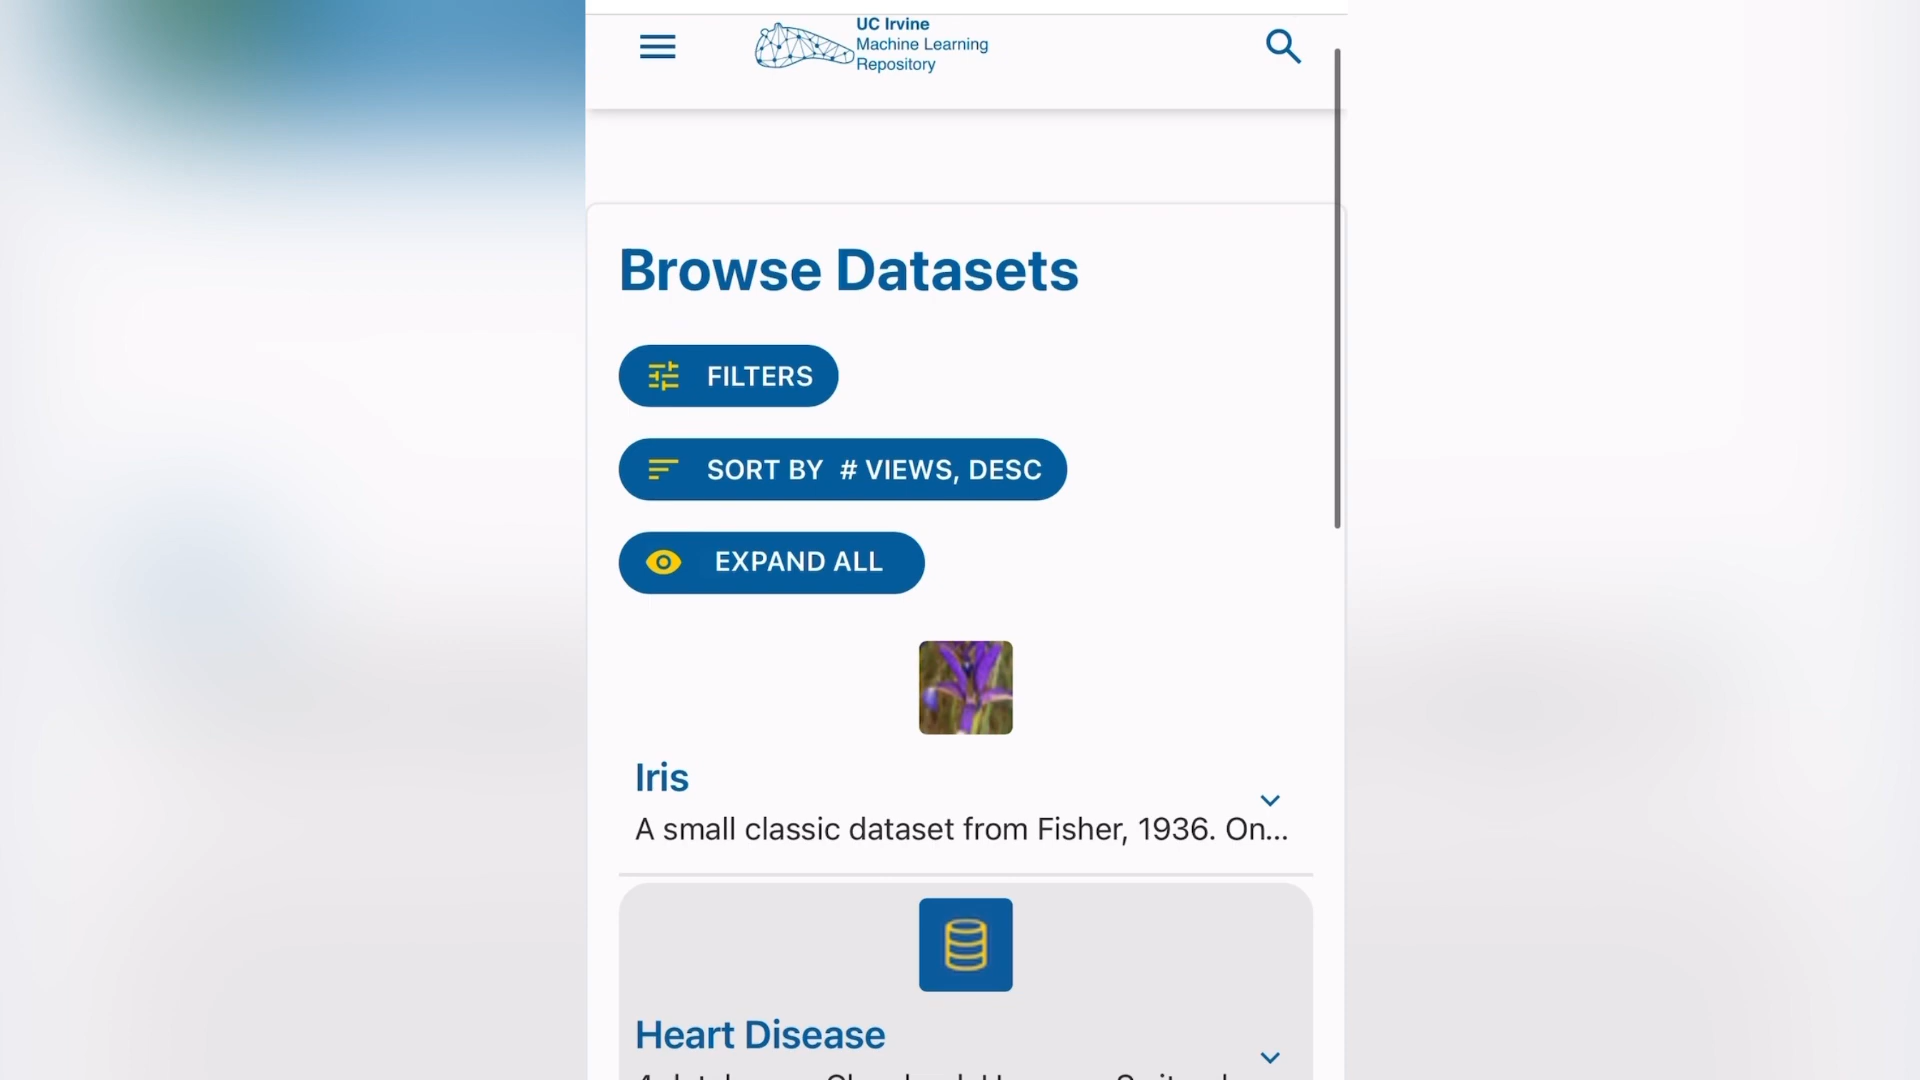 UC Irvine
Machine Learning
Repository
Browse Datasets
FILTERS
SORT BY # VIEWS, DESC
EXPAND ALL
Iris
A small classic dataset from Fisher, 1936. On...
Heart Disease